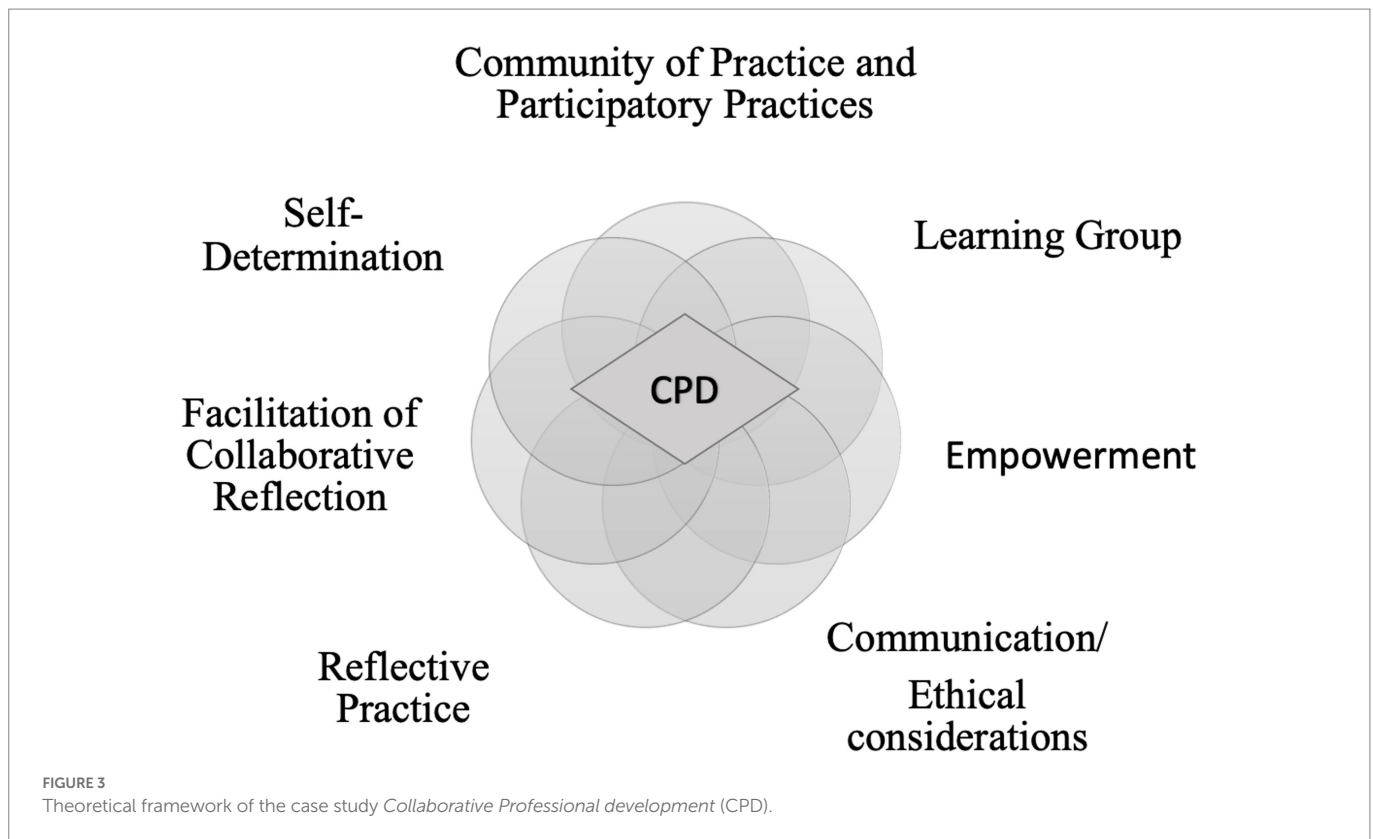 Community of Practice and
Participatory Practices
Self-
Determination
Learning Group
CPD
Facilitation of
Collaborative
Reflection
Empowerment
Reflective
Practice
Communication/
Ethical
considerations
FIGURE 3
Theoretical framework of the case study Collaborative Professional development (CPD).